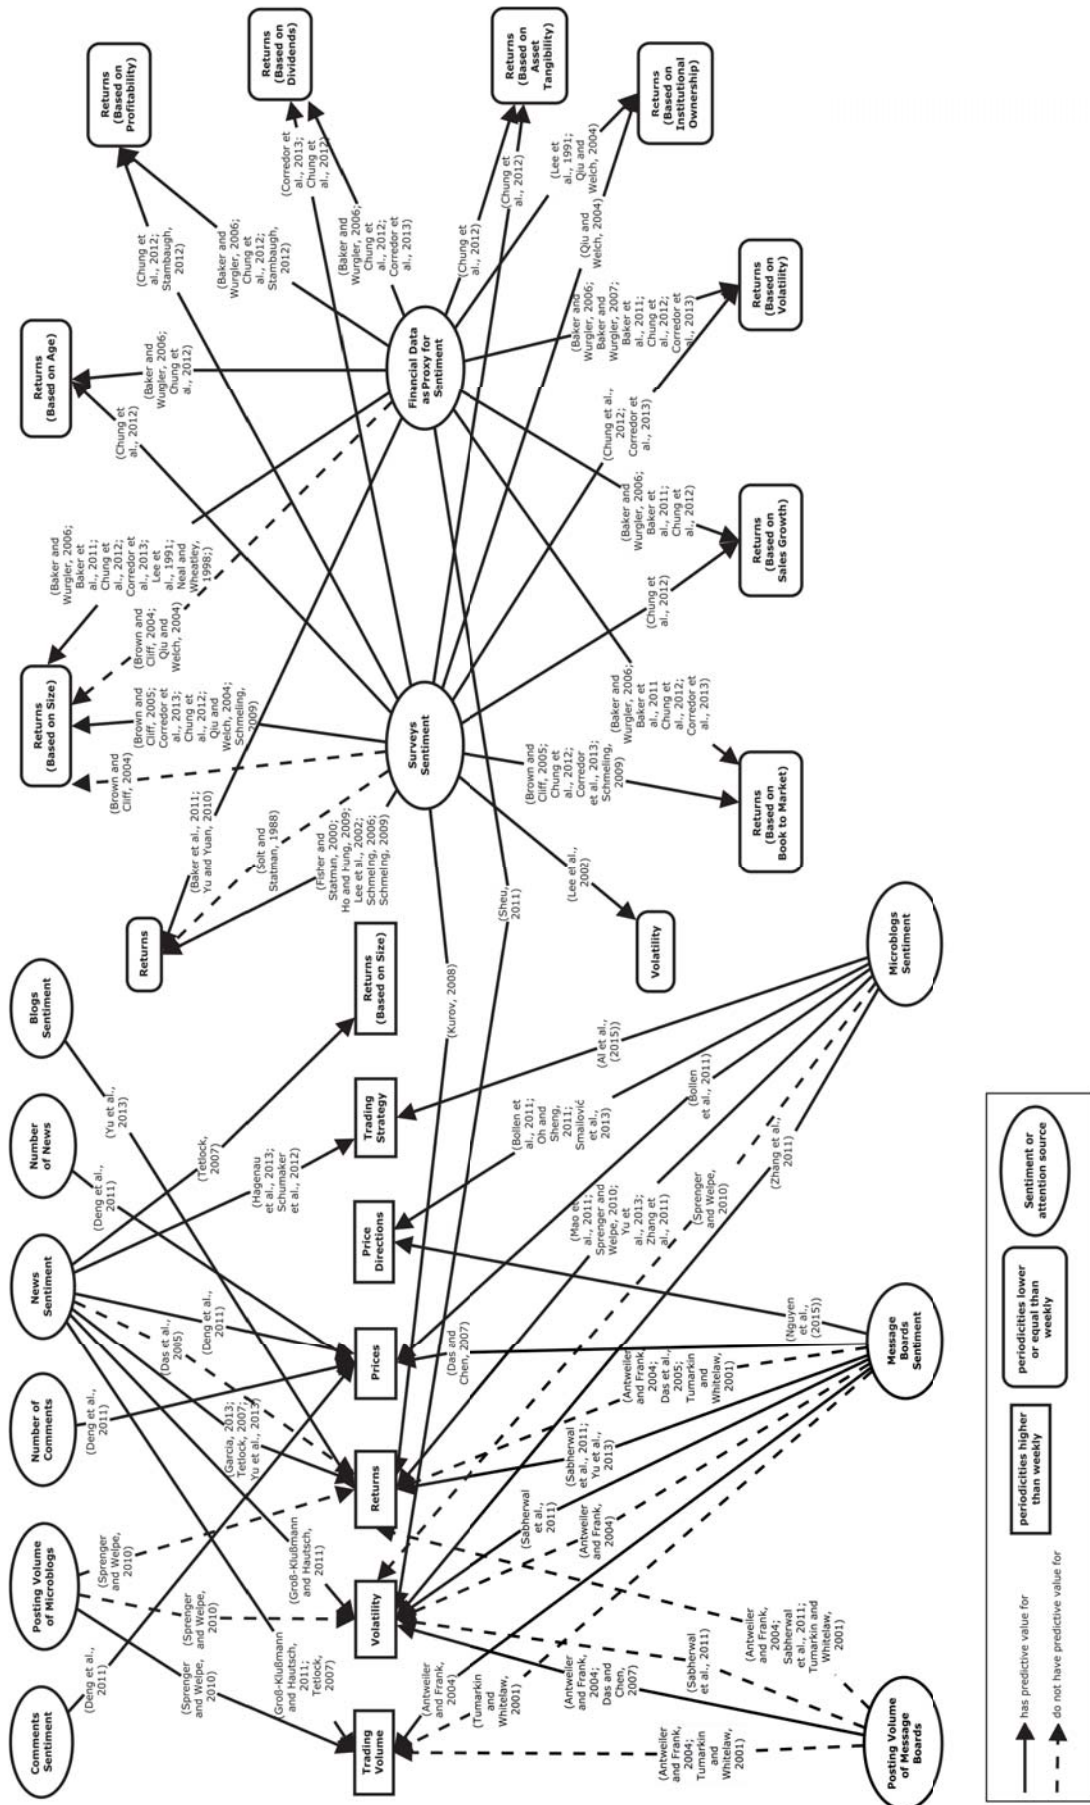 Comments
Sentiment
Posting Volume
of Microblogs
Number of
Comments
News
Sentiment
Number
of News
Blogs
Sentiment
Returns
(Based on Size)
Returns
(Based on Age)
Returns
(Based on
Profitability)
Returns
(Based on
Dividends)
Returns
(Based on
Asset
Tangibility)
Returns
(Based on
Institutional
Ownership)
Returns
(Based on
Volatility)
Returns
(Based on
Sales Growth)
Returns
(Based on
Book to Market)
Returns
Volatility
Surveys
Sentiment
Financial Data
as Proxy for
Sentiment
(Deng et al.,
2011)
(Sprenger
and Welpe,
2010)
(Sprenger
and Welpe,
2010)
(Sprenger
and Welpe,
2010)
(Deng et al.,
2011)
(Groß-Klußmann
and Hautsch,
2011;
Tetlock,
2007)
(Groß-Klußmann
and Hautsch,
2011)
(Garcia, 2013;
Tetlock, 2007;
Yu et al., 2013)
(Das et al.,
2005)
(Deng et al.,
2011)
(Deng et al.,
2011)
(Hagenau
et al., 2013;
Schumaker
et al., 2012)
(Tetlock,
2007)
(Yu et al.,
2013)
Trading
Volume
Volatility
Returns
Prices
Price
Directions
Trading
Strategy
Returns
(Based on Size)
(Brown and
Cliff, 2004)
(Brown and
Cliff, 2005;
Corredor et
al., 2013;
Chung et
al., 2012;
Qiu and
Welch, 2004;
Schmeling,
2009)
(Brown and
Cliff, 2004;
Qiu and
Welch, 2004)
(Baker and
Wurgler, 2006;
Baker et
al., 2011;
Chung et
al., 2012;
Corredor et
al., 2013;
Lee et
al., 1991;
Neal and
Wheatley,
1998;)
(Chung et
al., 2012)
(Baker and
Wurgler, 2006;
Chung et
al., 2012)
(Chung et
al., 2012;
Stambaugh,
2012)
(Baker and
Wurgler, 2006;
Chung et
al., 2012;
Stambaugh,
2012)
(Corredor et
al., 2013;
Chung et
al., 2012)
(Baker and
Wurgler, 2006;
Chung et
al., 2012;
Corredor et
al., 2013)
(Chung et
al., 2012)
(Chung et
al., 2012)
(Lee et
al., 1991;
Qiu and
Welch, 2004)
(Qiu and
Welch, 2004)
(Baker and
Wurgler, 2006;
Baker and
Wurgler, 2007;
Baker et
al., 2011;
Chung et
al., 2012;
Corredor et
al., 2013)
(Chung et al.,
2012;
Corredor et
al., 2013)
(Baker and
Wurgler, 2006;
Baker et
al., 2011;
Chung et
al., 2012)
(Chung et
al., 2012)
(Baker and
Wurgler, 2006;
Baker et
al., 2011
Chung et
al., 2012;
Corredor et
al., 2013)
(Brown and
Cliff, 2005;
Chung et
al., 2012;
Corredor
et al., 2013;
Schmeling,
2009)
(Baker et al., 2011;
Yu and Yuan, 2010)
(Solt and
Statman, 1988)
(Fisher and
Statman, 2000;
Ho and Hung, 2009;
Lee et al., 2002;
Schmeling, 2006;
Schmeling, 2009)
(Lee et al.,
2002)
(Kurov, 2008)
(Sheu,
2011)
(Antweiler
and Frank,
2004)
(Tumarkin
and
Whitelaw,
2001)
(Antweiler
and Frank,
2004;
Das and
Chen,
2007)
(Sabherwal
et al., 2011)
(Antweiler
and Frank,
2004;
Sabherwal
et al., 2011;
Tumarkin and
Whitelaw,
2001)
(Antweiler
and Frank,
2004;
Tumarkin
and
Whitelaw,
2001)
(Sabherwal
et al.,
2011)
(Antweiler
and Frank,
2004)
(Sabherwal
et al., 2011;
Yu et al.,
2013)
(Antweiler
and Frank,
2004;
Das et al.,
2005;
Tumarkin
and
Whitelaw,
2001)
(Das and
Chen, 2007)
(Nguyen
et al.,
(2015))
(Mao et
al., 2011;
Sprenger and
Welpe, 2010;
Yu et
al., 2013;
Zhang et
al., 2011)
(Bollen et
al., 2011;
Oh and
Sheng,
2011;
Smailović
et al.,
2013)
(Al et al.,
(2015))
(Bollen
et al., 2011)
(Sprenger
and Welpe,
2010)
(Zhang et al.,
2011)
Posting Volume
of Message
Boards
Message
Boards
Sentiment
Microblogs
Sentiment
has predictive value for
do not have predictive value for
periodicities higher
than weekly
periodicities lower
or equal than
weekly
Sentiment or
attention source